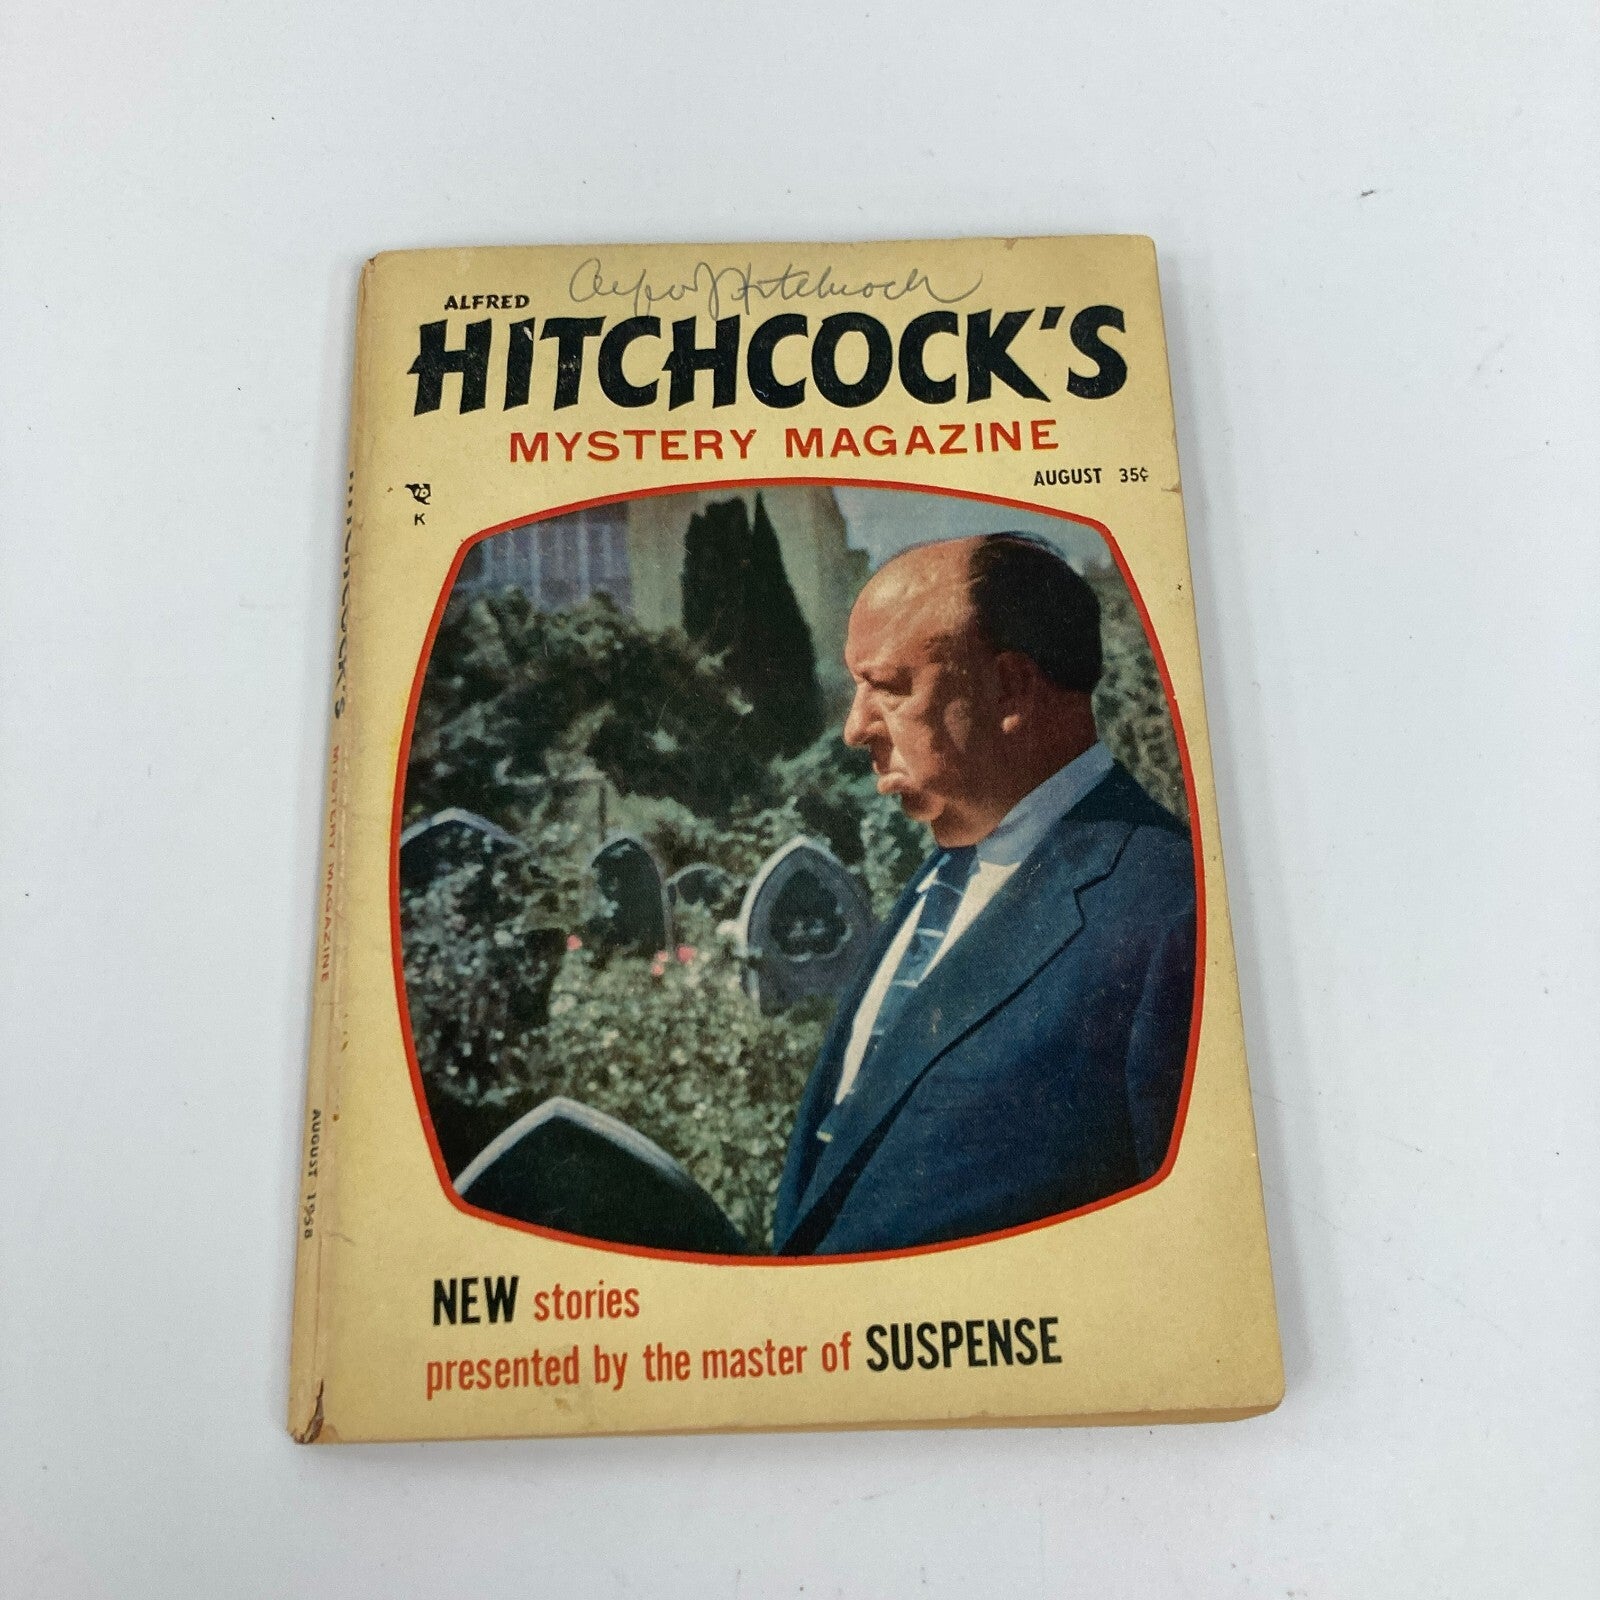 Alfred Hitchcock
ALFRED
HITCHCOCK'S
MYSTERY MAGAZINE
AUGUST 35¢
K
NEW stories
presented by the master of SUSPENSE
HITCHCOCK'S MYSTERY MAGAZINE AUGUST 1958